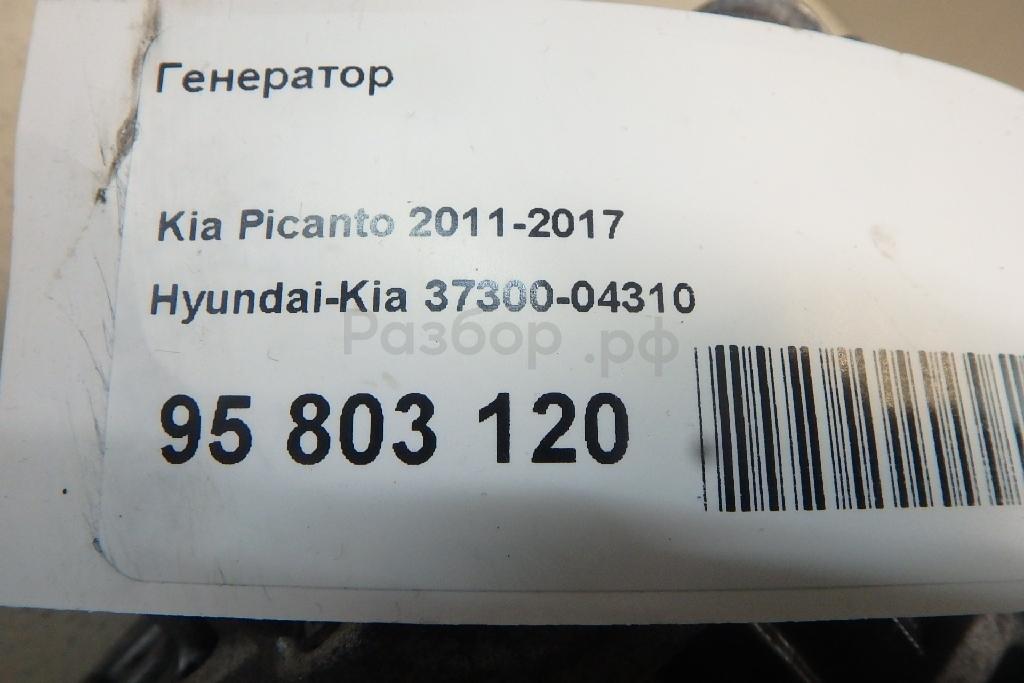 Генератор
Kia Picanto 2011-2017
Hyundai-Kia 37300-04310
Разбор.рф
95 803 120